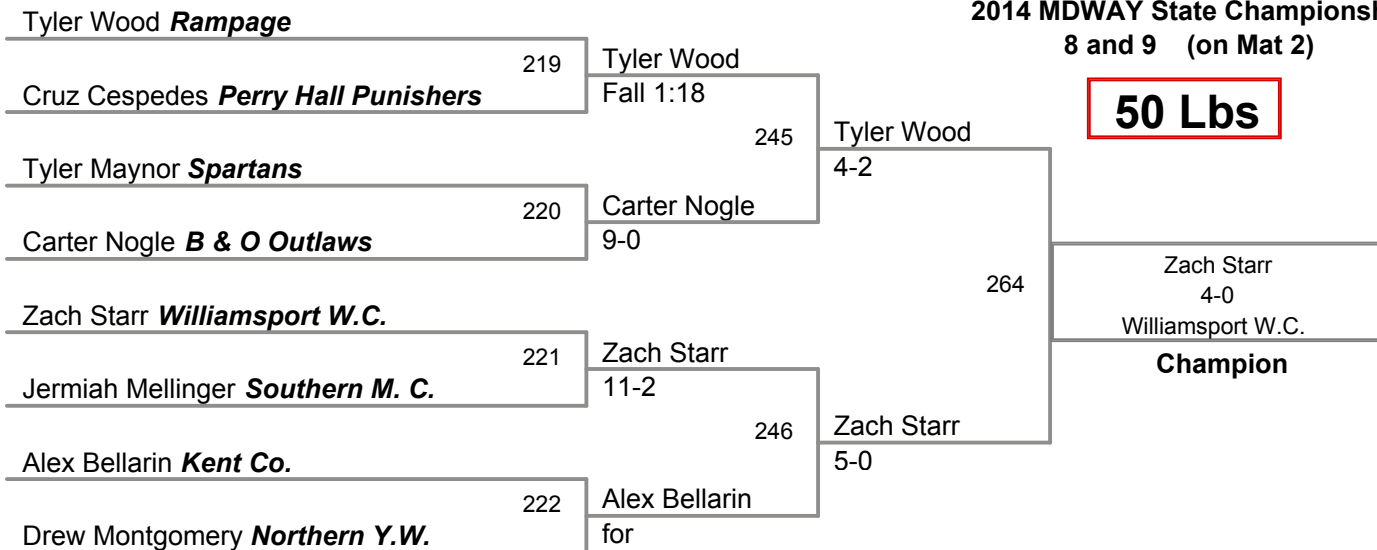 2014 MDWAY State Championsh
8 and 9 (on Mat 2)
50 Lbs
Tyler Wood Rampage
219
Cruz Cespedes Perry Hall Punishers
Tyler Wood
Fall 1:18
245
Tyler Maynor Spartans
220
Carter Nogle B & O Outlaws
Carter Nogle
9-0
Tyler Wood
4-2
Zach Starr Williamsport W.C.
221
Jermiah Mellinger Southern M. C.
Zach Starr
11-2
246
Alex Bellarin Kent Co.
222
Drew Montgomery Northern Y.W.
Alex Bellarin
for
Zach Starr
5-0
264
Zach Starr
4-0
Williamsport W.C.
Champion